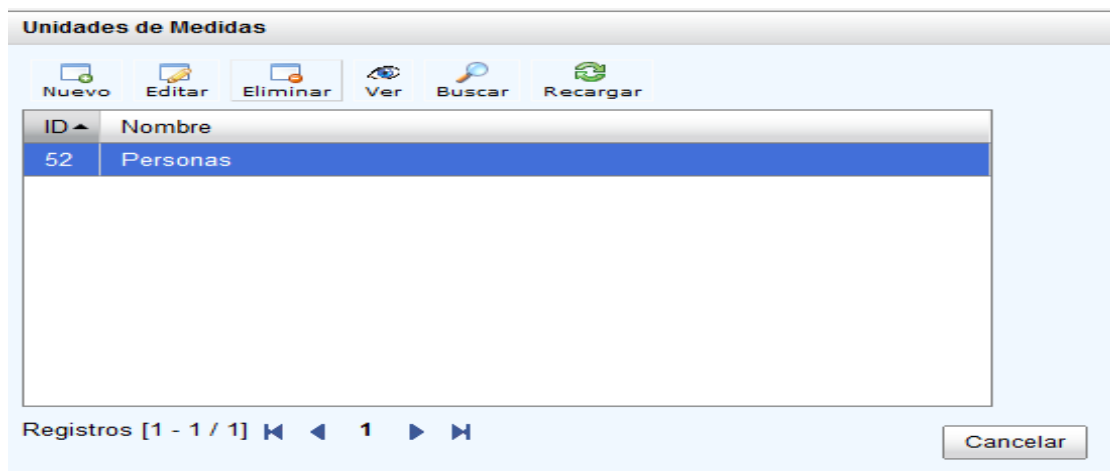 Unidades de Medidas
Nuevo Editar Eliminar Ver Buscar Recargar
ID Nombre
52 Personas
Registros [1 - 1 / 1] 1
Cancelar